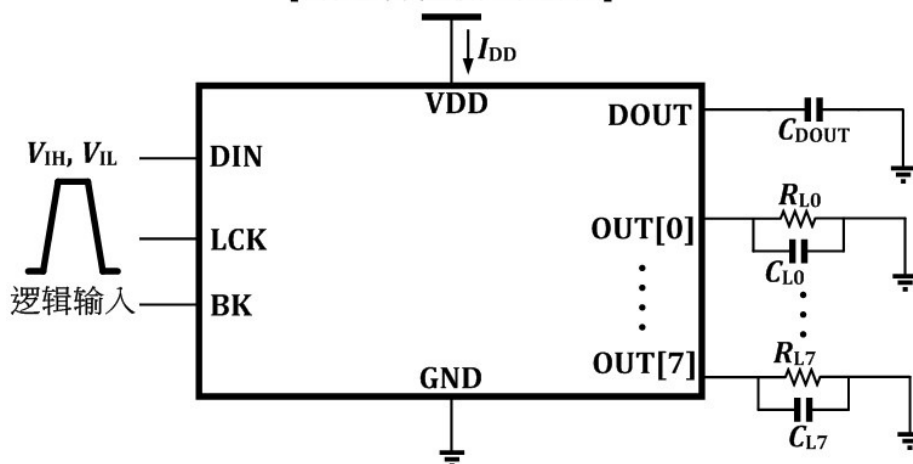 I_DD
VDD
DOUT
C_DOUT
V_IH, V_IL
DIN
R_L0
LCK
OUT[0]
C_L0
逻辑输入
BK
R_L7
GND
OUT[7]
C_L7